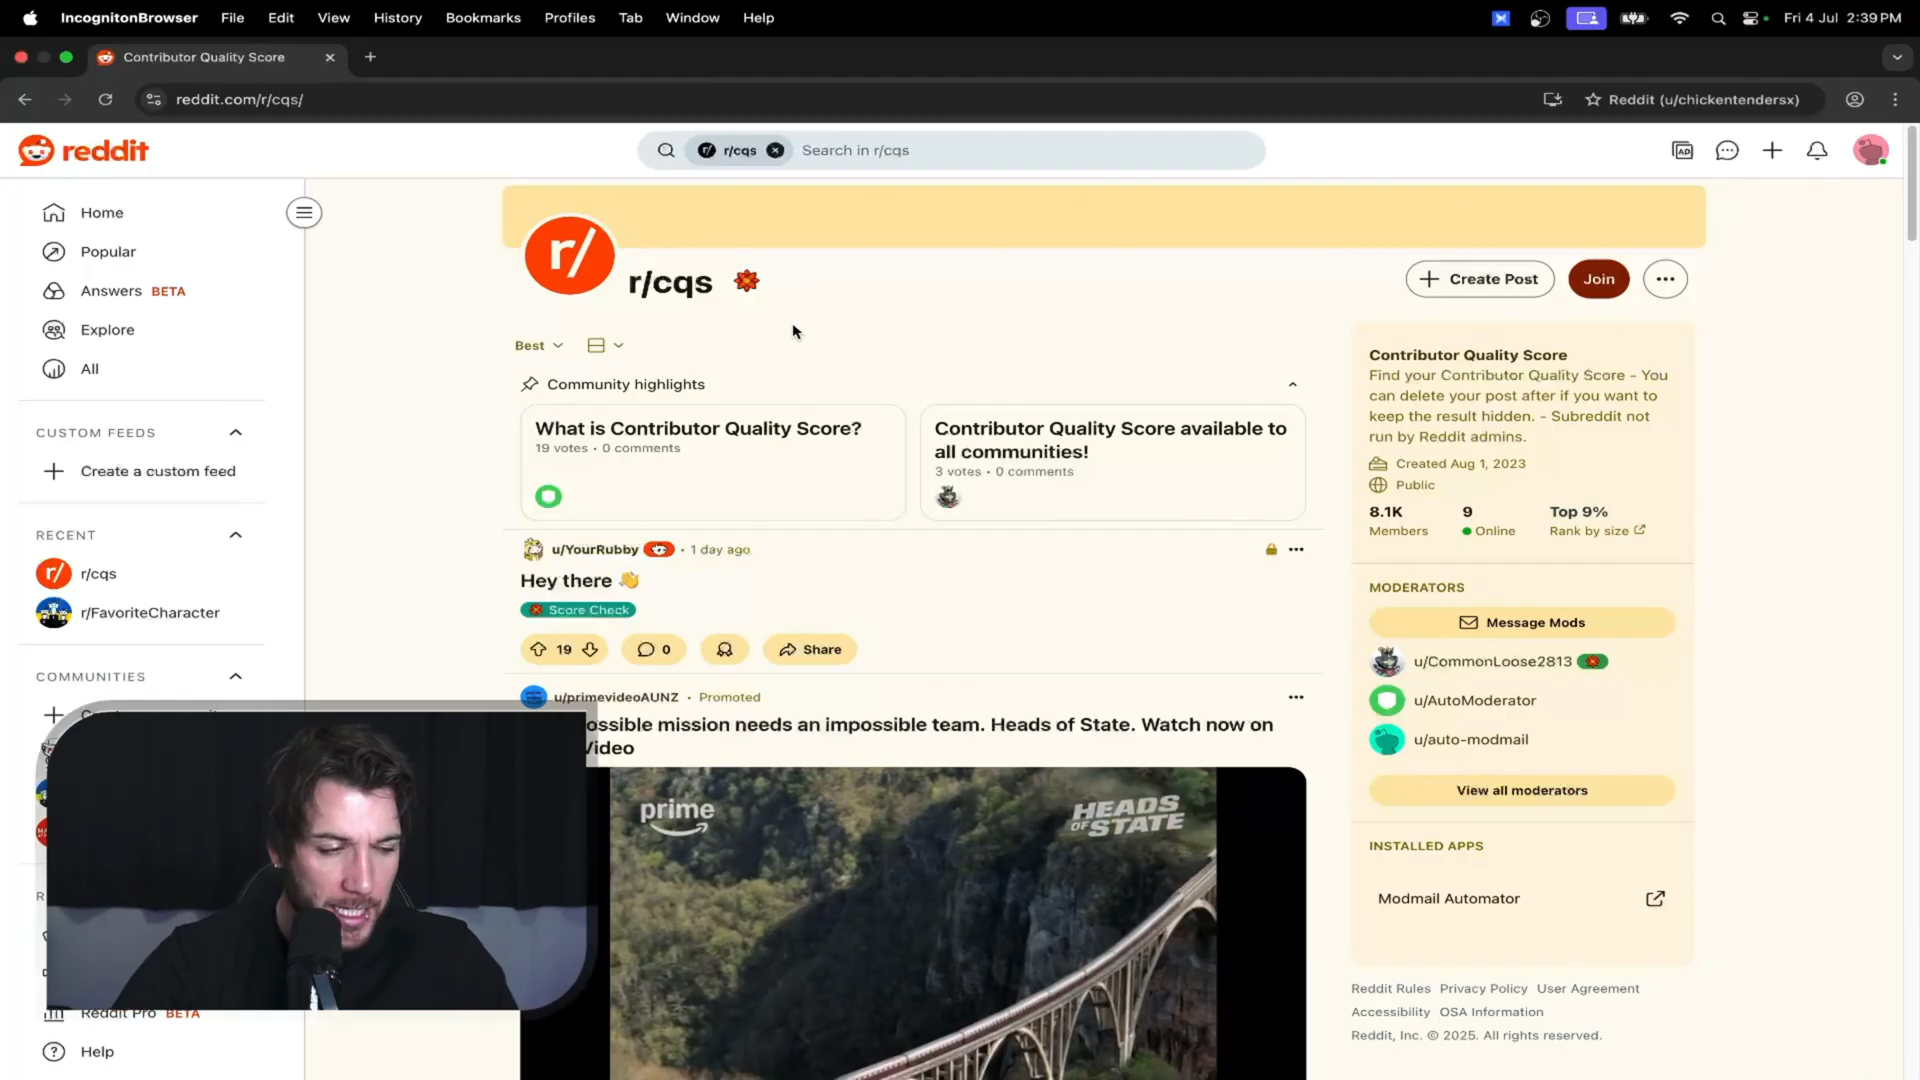 IncognitonBrowser File Edit View History Bookmarks Profiles Tab Window Help Fri 4 Jul 2:39 PM
Contributor Quality Score
reddit.com/r/cqs/ Reddit (u/chickentendersx)
reddit r/cqs Search in r/cqs AD
Home
Popular
Answers BETA
Explore
All
CUSTOM FEEDS
Create a custom feed
RECENT
r/ r/cqs
r/FavoriteCharacter
COMMUNITIES
Reddit Pro BETA
Help
r/
r/cqs
Create Post Join
Best
Community highlights
What is Contributor Quality Score?
19 votes • 0 comments
Contributor Quality Score available to
all communities!
3 votes • 0 comments
u/YourRubby • 1 day ago
Hey there 👋
Score Check
19 0 Share
u/primevideoAUNZ • Promoted
ossible mission needs an impossible team. Heads of State. Watch now on
Video
prime
HEADS
OF STATE
Contributor Quality Score
Find your Contributor Quality Score - You
can delete your post after if you want to
keep the result hidden. - Subreddit not
run by Reddit admins.
Created Aug 1, 2023
Public
8.1K 9 Top 9%
Members Online Rank by size
MODERATORS
Message Mods
u/CommonLoose2813
u/AutoModerator
u/auto-modmail
View all moderators
INSTALLED APPS
Modmail Automator
Reddit Rules Privacy Policy User Agreement
Accessibility OSA Information
Reddit, Inc. © 2025. All rights reserved.